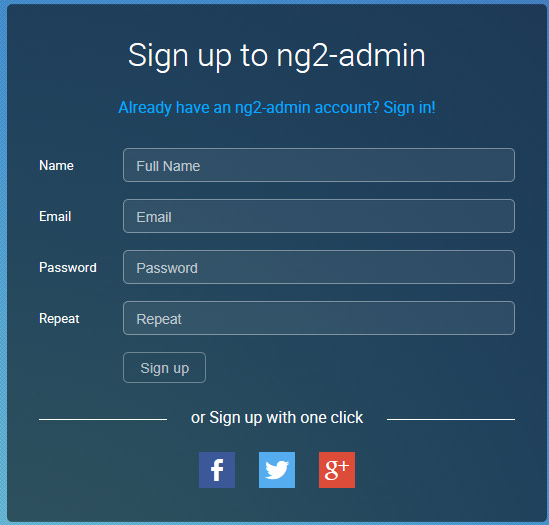 Sign up to ng2-admin
Already have an ng2-admin account? Sign in!
Name Full Name
Email Email
Password Password
Repeat Repeat
Sign up
or Sign up with one click
f g+